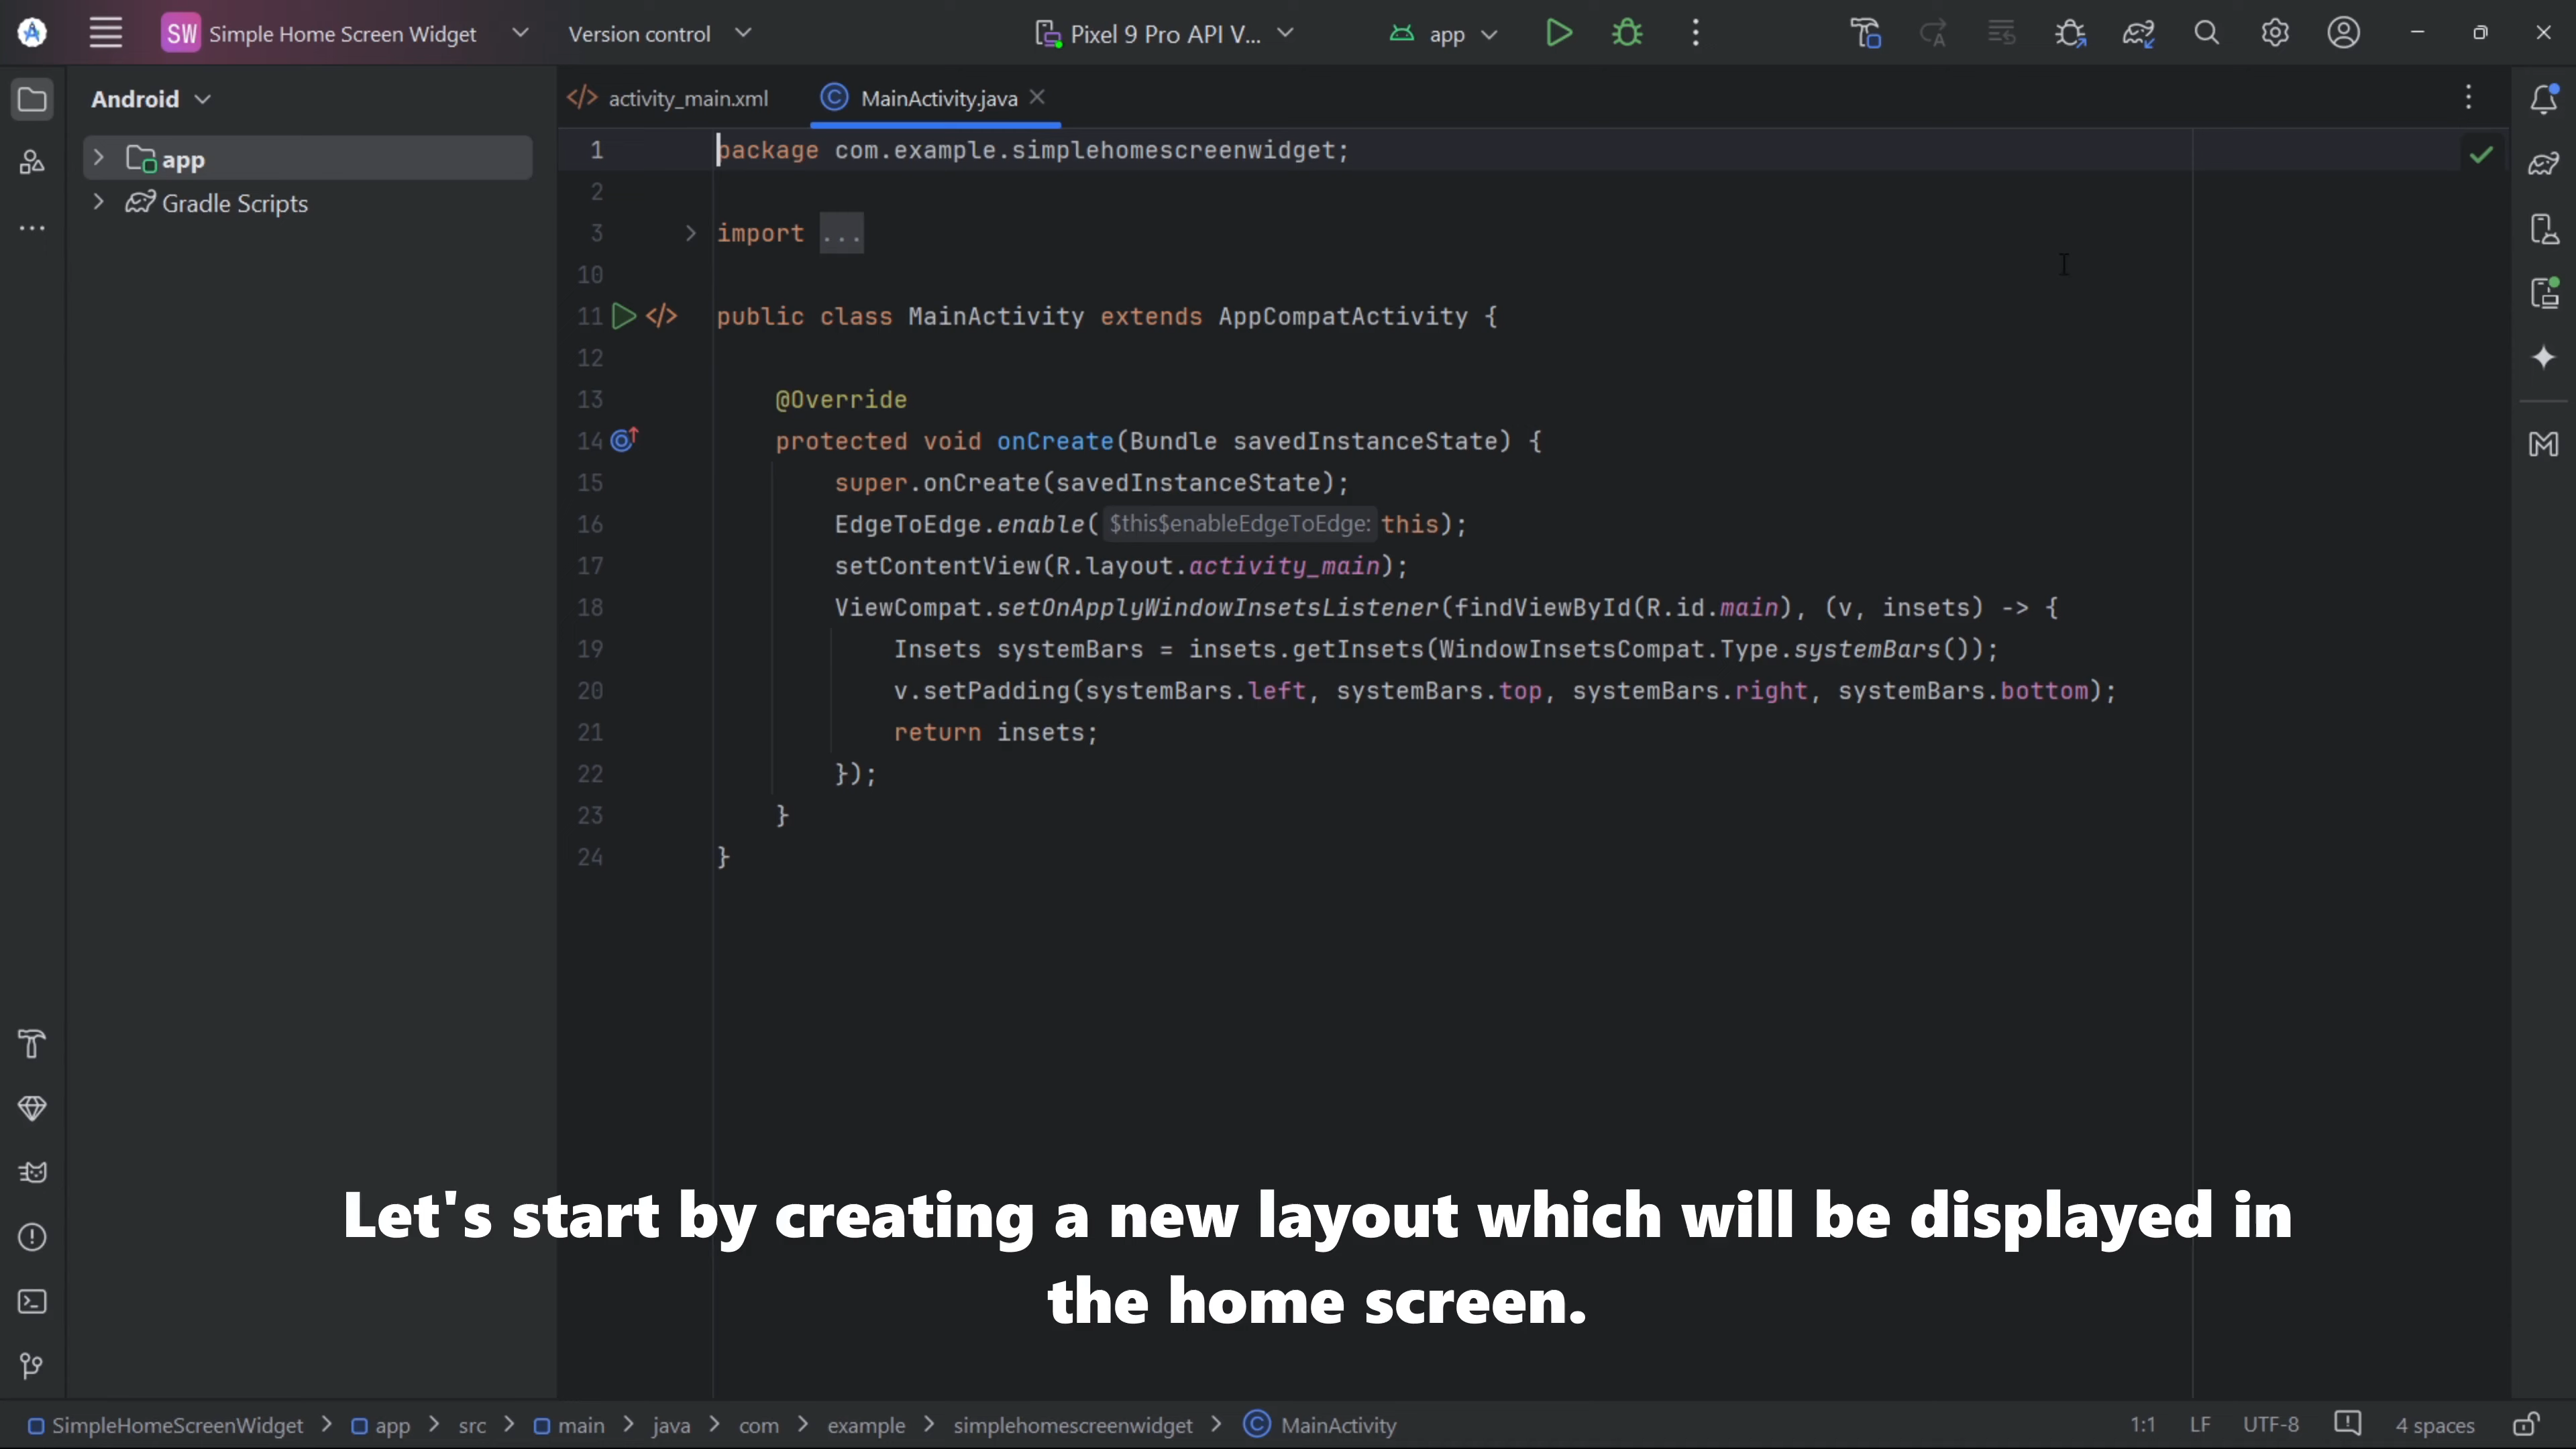 SW Simple Home Screen Widget Version control Pixel 9 Pro API V... app
Android
activity_main.xml MainActivity.java
app
Gradle Scripts
1 package com.example.simplehomescreenwidget;
2
3 import ...
10
11 public class MainActivity extends AppCompatActivity {
12
13 @Override
14 protected void onCreate(Bundle savedInstanceState) {
15 super.onCreate(savedInstanceState);
16 EdgeToEdge.enable( $this$enableEdgeToEdge: this);
17 setContentView(R.layout.activity_main);
18 ViewCompat.setOnApplyWindowInsetsListener(findViewById(R.id.main), (v, insets) -> {
19 Insets systemBars = insets.getInsets(WindowInsetsCompat.Type.systemBars());
20 v.setPadding(systemBars.left, systemBars.top, systemBars.right, systemBars.bottom);
21 return insets;
22 });
23 }
24 }
Let's start by creating a new layout which will be displayed in
the home screen.
SimpleHomeScreenWidget > app > src > main > java > com > example > simplehomescreenwidget > MainActivity 1:1 LF UTF-8 4 spaces